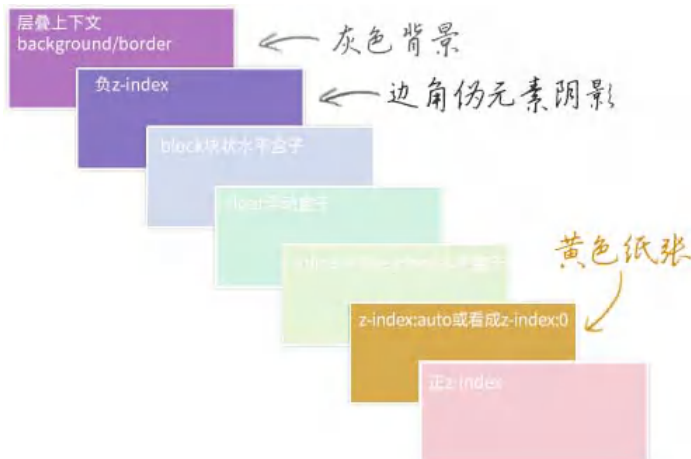 层叠上下文
background/border
灰色背景
负z-index
边角伪元素阴影
block块状水平盒子
float浮动盒子
黄色纸张
z-index:auto或看成z-index:0
正z-index